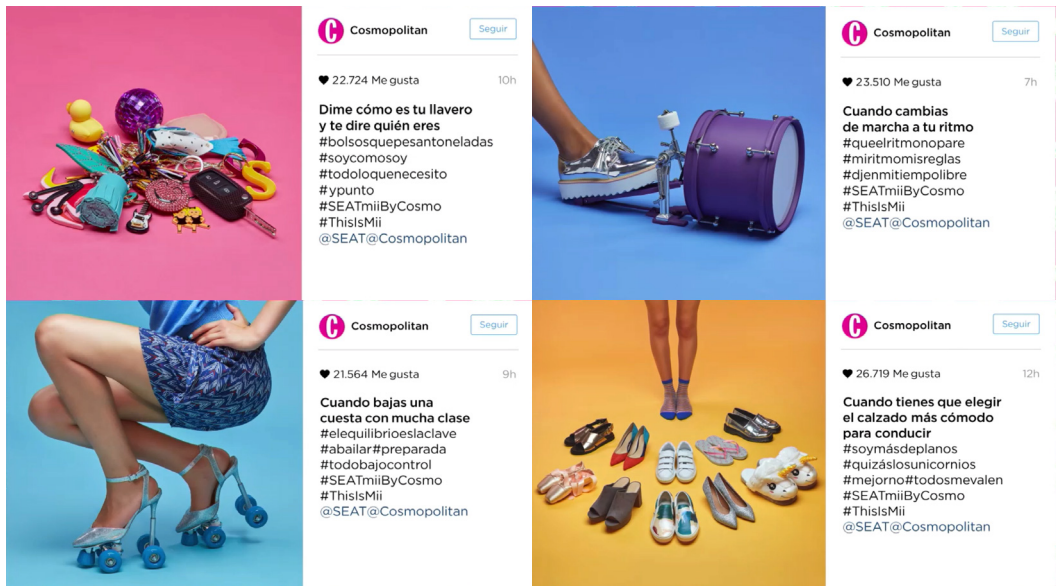 Cosmopolitan
Seguir
22.724 Me gusta
10h
Dime cómo es tu llavero
y te dire quién eres
#bolsosquepesantoneladas
#soycomosoy
#todoloquenecesito
#ypunto
#SEATmiiByCosmo
#ThisIsMii
@SEAT@Cosmopolitan
Cosmopolitan
Seguir
23.510 Me gusta
7h
Cuando cambias
de marcha a tu ritmo
#queelritmonopare
#miritmomisreglas
#djenmitiempolibre
#SEATmiiByCosmo
#ThisIsMii
@SEAT@Cosmopolitan
Cosmopolitan
Seguir
21.564 Me gusta
9h
Cuando bajas una
cuesta con mucha clase
#elequilibrioeslaclave
#abailar#preparada
#todobajocontrol
#SEATmiiByCosmo
#ThisIsMii
@SEAT@Cosmopolitan
Cosmopolitan
Seguir
26.719 Me gusta
12h
Cuando tienes que elegir
el calzado más cómodo
para conducir
#soymásdeplanos
#quizáslosunicornios
#mejorno#todosmevalen
#SEATmiiByCosmo
#ThisIsMii
@SEAT@Cosmopolitan